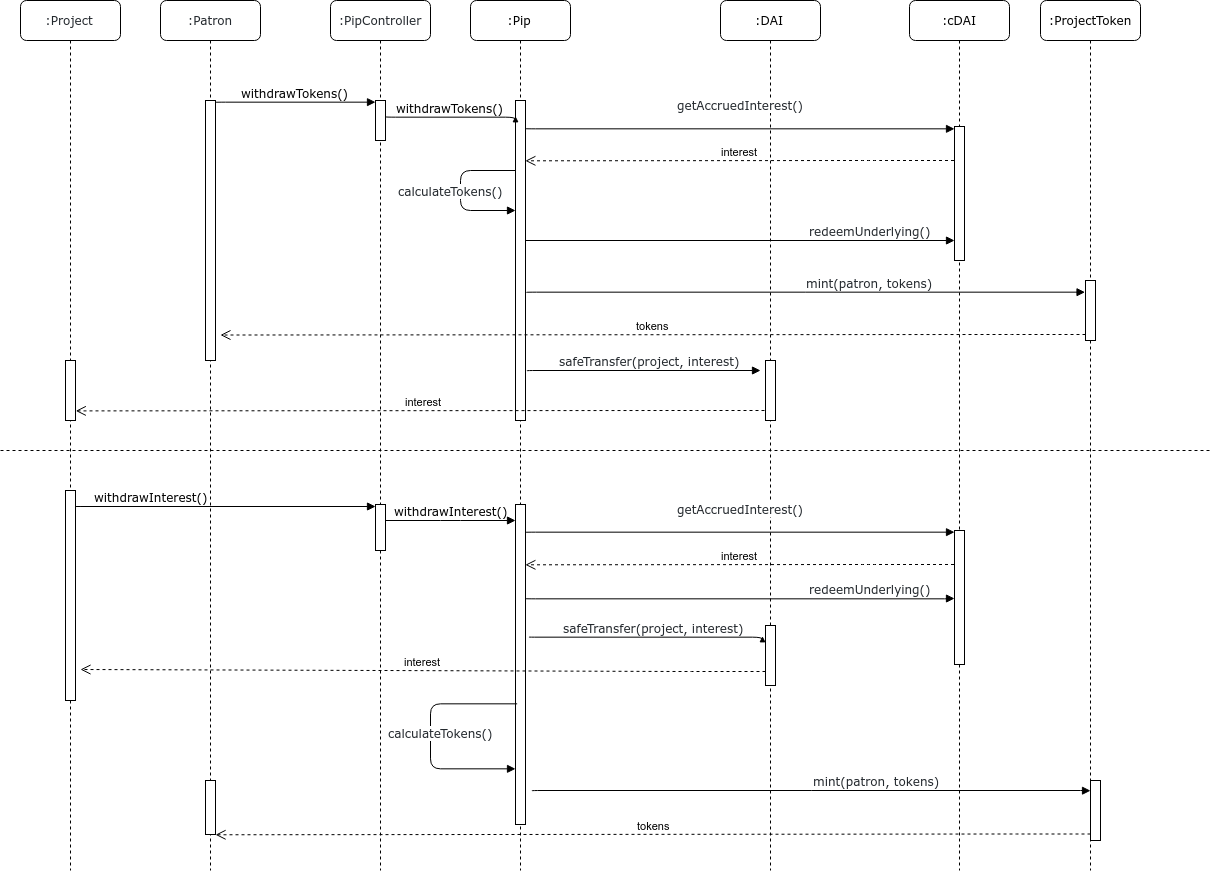 :Project
:Patron
:PipController
:Pip
:DAI
:cDAI
:ProjectToken
withdrawTokens()
withdrawTokens()
getAccruedInterest()
interest
calculateTokens()
redeemUnderlying()
mint(patron, tokens)
tokens
safeTransfer(project, interest)
interest
withdrawInterest()
withdrawInterest()
getAccruedInterest()
interest
redeemUnderlying()
safeTransfer(project, interest)
interest
calculateTokens()
mint(patron, tokens)
tokens